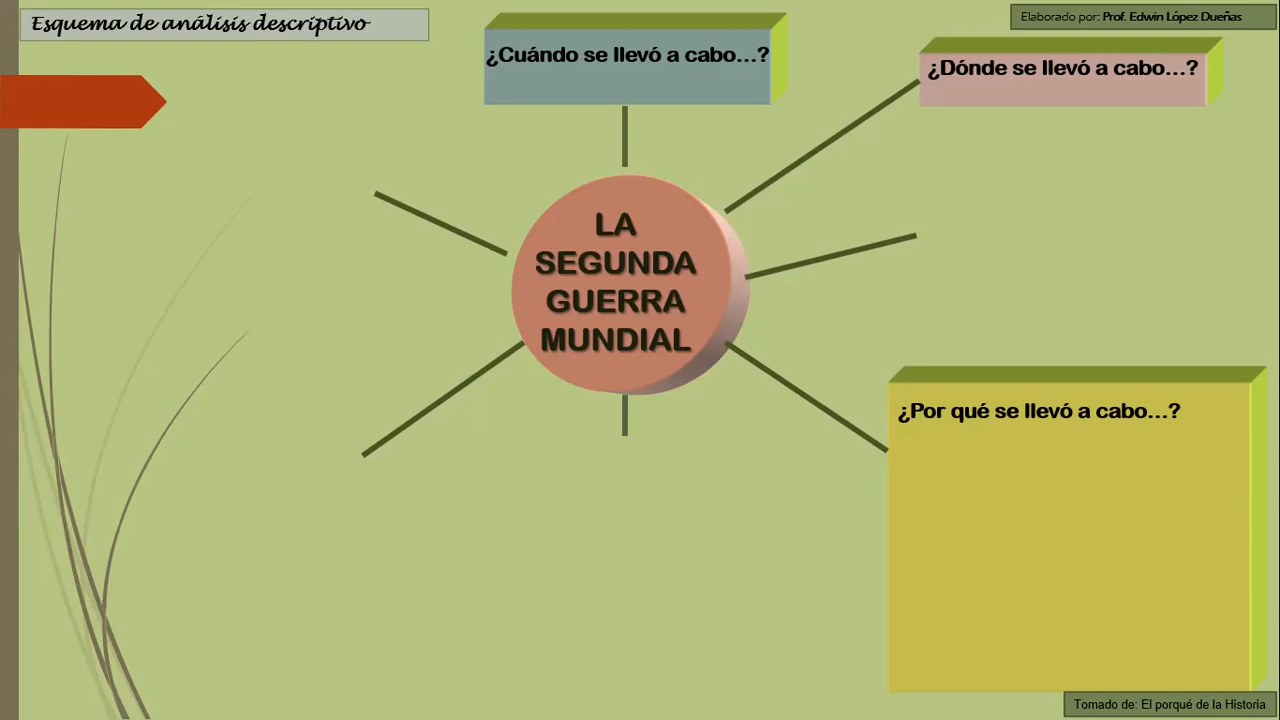 Esquema de análisis descriptivo
Elaborado por: Prof. Edwin López Dueñas
¿Cuándo se llevó a cabo...?
¿Dónde se llevó a cabo...?
LA
SEGUNDA
GUERRA
MUNDIAL
¿Por qué se llevó a cabo...?
Tomado de: El porqué de la Historia